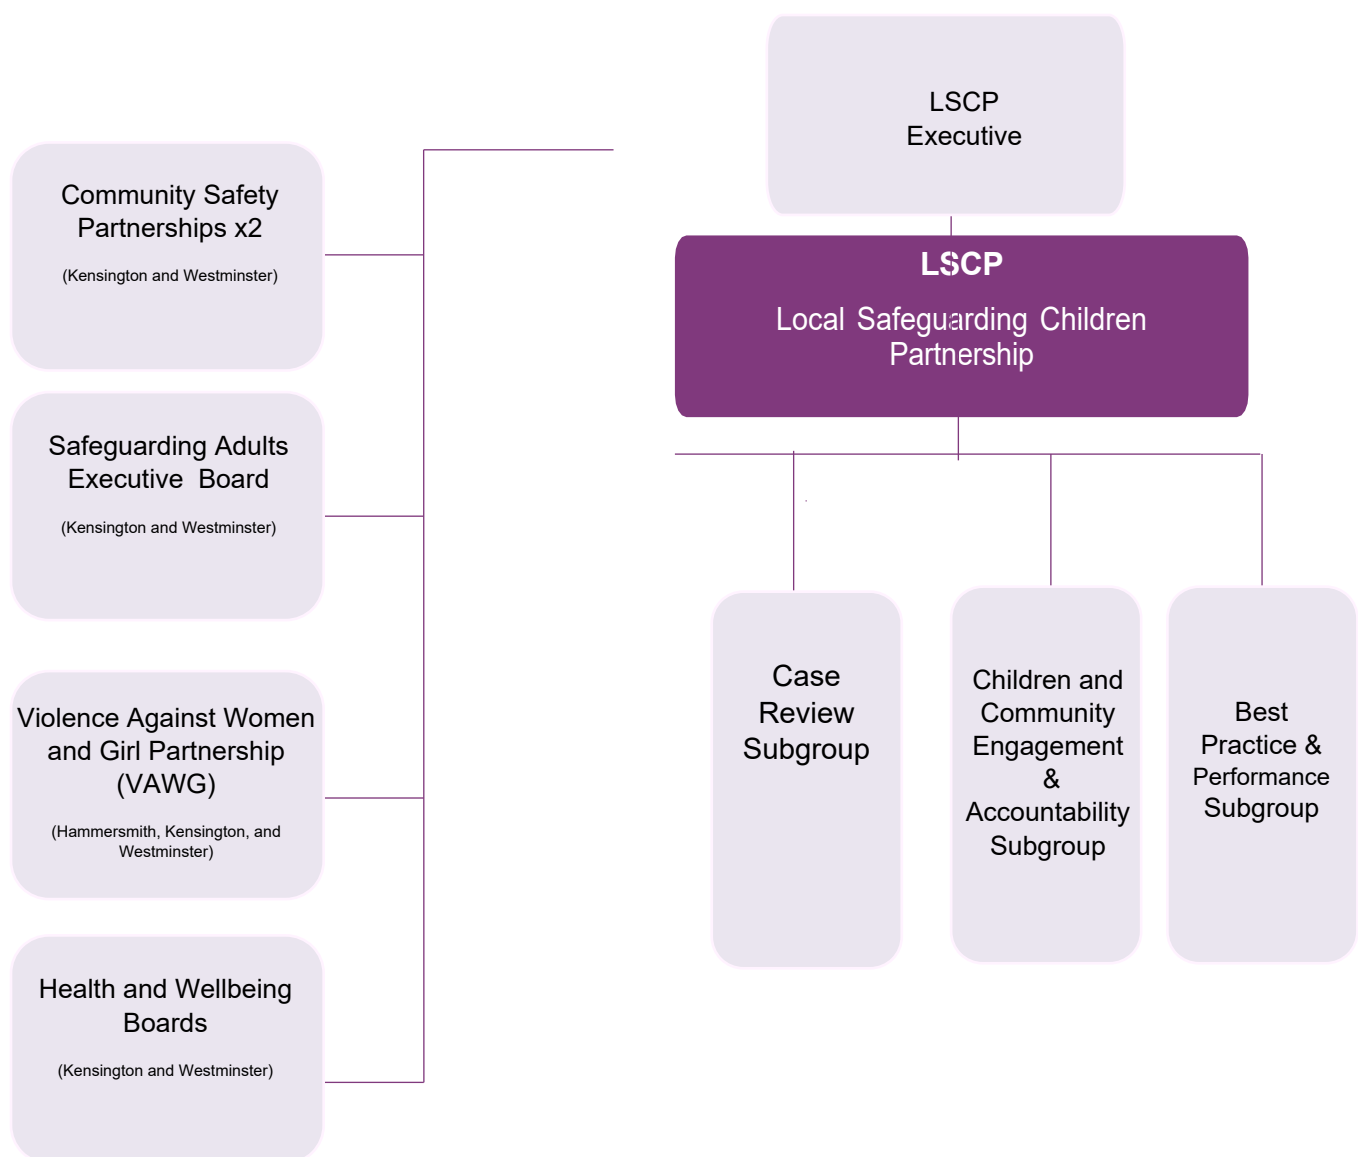 LSCP
Executive
Community Safety
Partnerships x2
(Kensington and Westminster)
LSCP
Local Safeguarding Children
Partnership
Safeguarding Adults
Executive Board
(Kensington and Westminster)
Violence Against Women
and Girl Partnership
(VAWG)
(Hammersmith, Kensington, and
Westminster)
Health and Wellbeing
Boards
(Kensington and Westminster)
Case
Review
Subgroup
Children and
Community
Engagement
&
Accountability
Subgroup
Best
Practice &
Performance
Subgroup